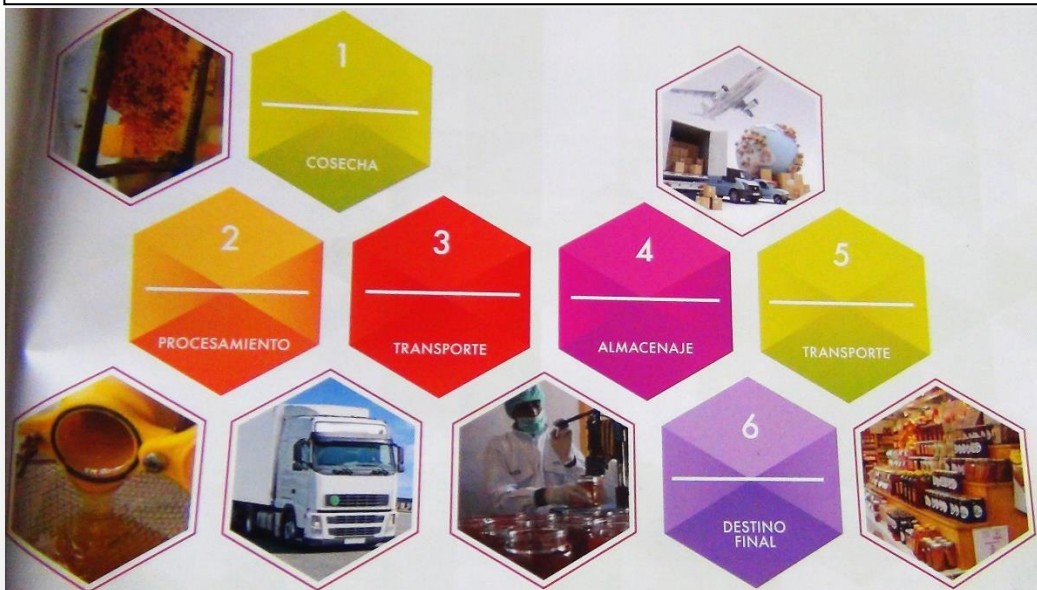 1
COSECHA
2
PROCESAMIENTO
3
TRANSPORTE
4
ALMACENAJE
5
TRANSPORTE
6
DESTINO
FINAL